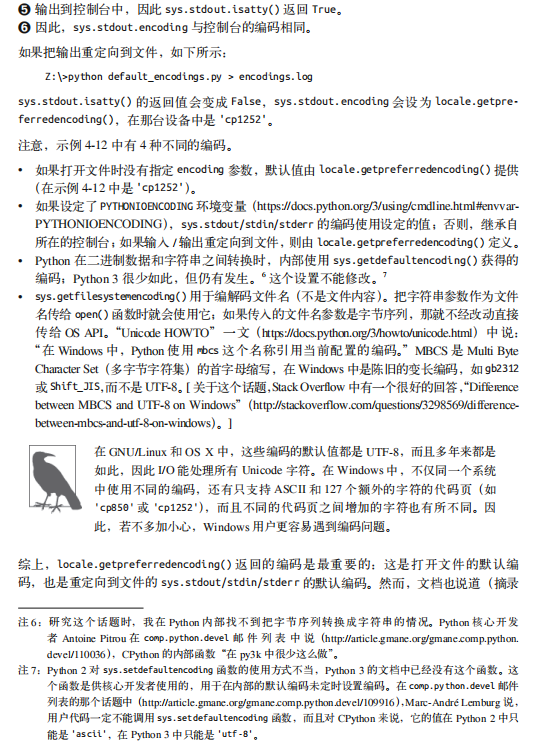 ❺ 输出到控制台中，因此 sys.stdout.isatty() 返回 True。
❻ 因此，sys.stdout.encoding 与控制台的编码相同。
如果把输出重定向到文件，如下所示：
Z:\>python default_encodings.py > encodings.log
sys.stdout.isatty() 的返回值会变成 False，sys.stdout.encoding 会设为 locale.getpre-
ferredencoding()，在那台设备中是 'cp1252'。
注意，示例 4-12 中有 4 种不同的编码。
• 如果打开文件时没有指定 encoding 参数，默认值由 locale.getpreferredencoding() 提供
（在示例 4-12 中是 'cp1252'）。
• 如果设定了 PYTHONIOENCODING 环境变量（https://docs.python.org/3/using/cmdline.html#envvar-
PYTHONIOENCODING），sys.stdout/stdin/stderr 的编码使用设定的值；否则，继承自
所在的控制台；如果输入 / 输出重定向到文件，则由 locale.getpreferredencoding() 定义。
• Python 在二进制数据和字符串之间转换时，内部使用 sys.getdefaultencoding() 获得的
编码；Python 3 很少如此，但仍有发生。6 这个设置不能修改。7
• sys.getfilesystemencoding() 用于编解码文件名（不是文件内容）。把字符串参数作为文件
名传给 open() 函数时就会使用它；如果传入的文件名参数是字节序列，那就不经改动直接
传给 OS API。“Unicode HOWTO”一文（https://docs.python.org/3/howto/unicode.html）中说：
“在 Windows 中，Python 使用 mbcs 这个名称引用当前配置的编码。”MBCS 是 Multi Byte
Character Set（多字节字符集）的首字母缩写，在 Windows 中是陈旧的变长编码，如 gb2312
或 Shift_JIS，而不是 UTF-8。[ 关于这个话题，Stack Overflow 中有一个很好的回答，“Difference
between MBCS and UTF-8 on Windows”（http://stackoverflow.com/questions/3298569/difference-
between-mbcs-and-utf-8-on-windows）。]
在 GNU/Linux 和 OS X 中，这些编码的默认值都是 UTF-8，而且多年来都是
如此，因此 I/O 能处理所有 Unicode 字符。在 Windows 中，不仅同一个系统
中使用不同的编码，还有只支持 ASCII 和 127 个额外的字符的代码页（如
'cp850' 或 'cp1252'），而且不同的代码页之间增加的字符也有所不同。因
此，若不多加小心，Windows 用户更容易遇到编码问题。
综上，locale.getpreferredencoding() 返回的编码是最重要的：这是打开文件的默认编
码，也是重定向到文件的 sys.stdout/stdin/stderr 的默认编码。然而，文档也说道（摘录
注 6：研究这个话题时，我在 Python 内部找不到把字节序列转换成字符串的情况。Python 核心开发
者 Antoine Pitrou 在 comp.python.devel 邮件列表中说（http://article.gmane.org/gmane.comp.python.
devel/110036），CPython 的内部函数“在 py3k 中很少这么做”。
注 7：Python 2 对 sys.setdefaultencoding 函数的使用方式不当，Python 3 的文档中已经没有这个函数。这
个函数是供核心开发者使用的，用于在内部的默认编码未定时设置编码。在 comp.python.devel 邮件
列表的那个话题中（http://article.gmane.org/gmane.comp.python.devel/109916），Marc-André Lemburg 说，
用户代码一定不能调用 sys.setdefaultencoding 函数，而且对 CPython 来说，它的值在 Python 2 中只
能是 'ascii'，在 Python 3 中只能是 'utf-8'。